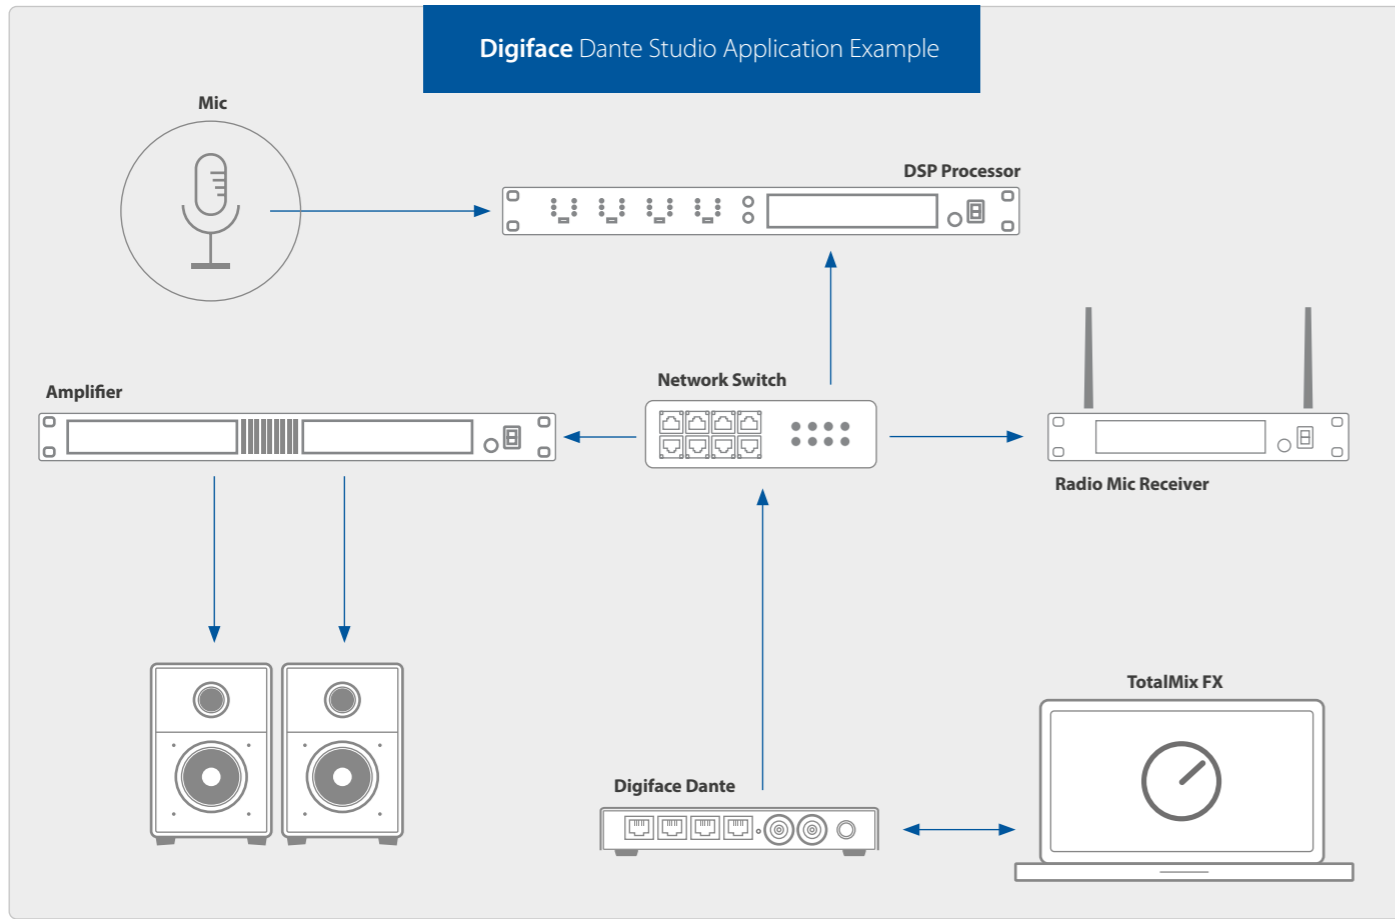 Digiface Dante Studio Application Example
Mic
DSP Processor
Network Switch
Amplifier
Radio Mic Receiver
TotalMix FX
Digiface Dante